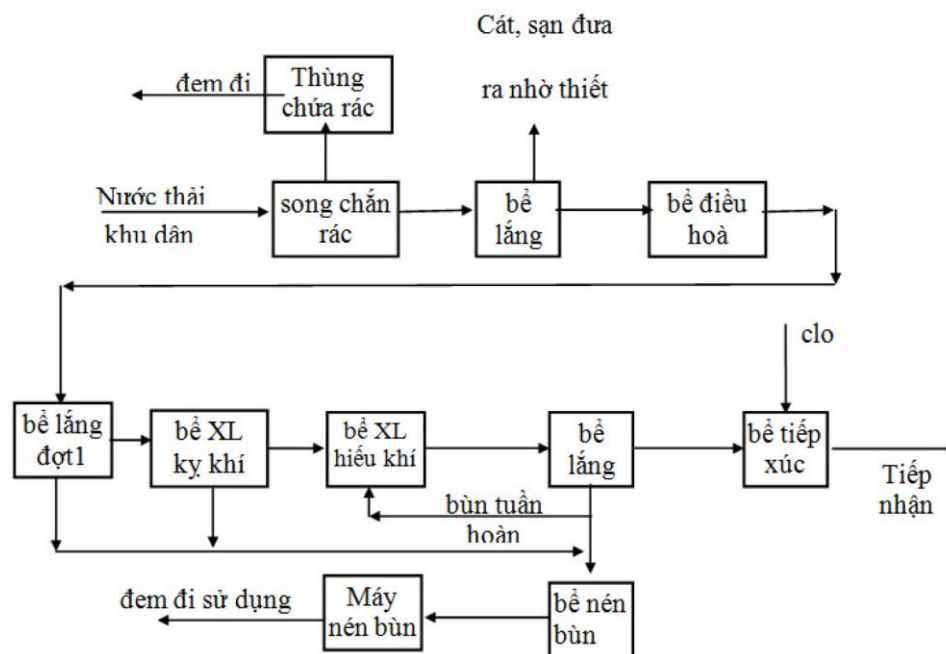 Cát, sạn đưa
ra nhờ thiết
Thùng
chứa rác
đem đi
Nước thải
khu dân
song chắn
rác
bể
lắng
bể điều
hoà
clo
bể lắng
đợt1
bể XL
kỵ khí
bể XL
hiếu khí
bể
lắng
bể tiếp
xúc
Tiếp
nhận
bùn tuần
hoàn
đem đi sử dụng
Máy
nén bùn
bể nén
bùn